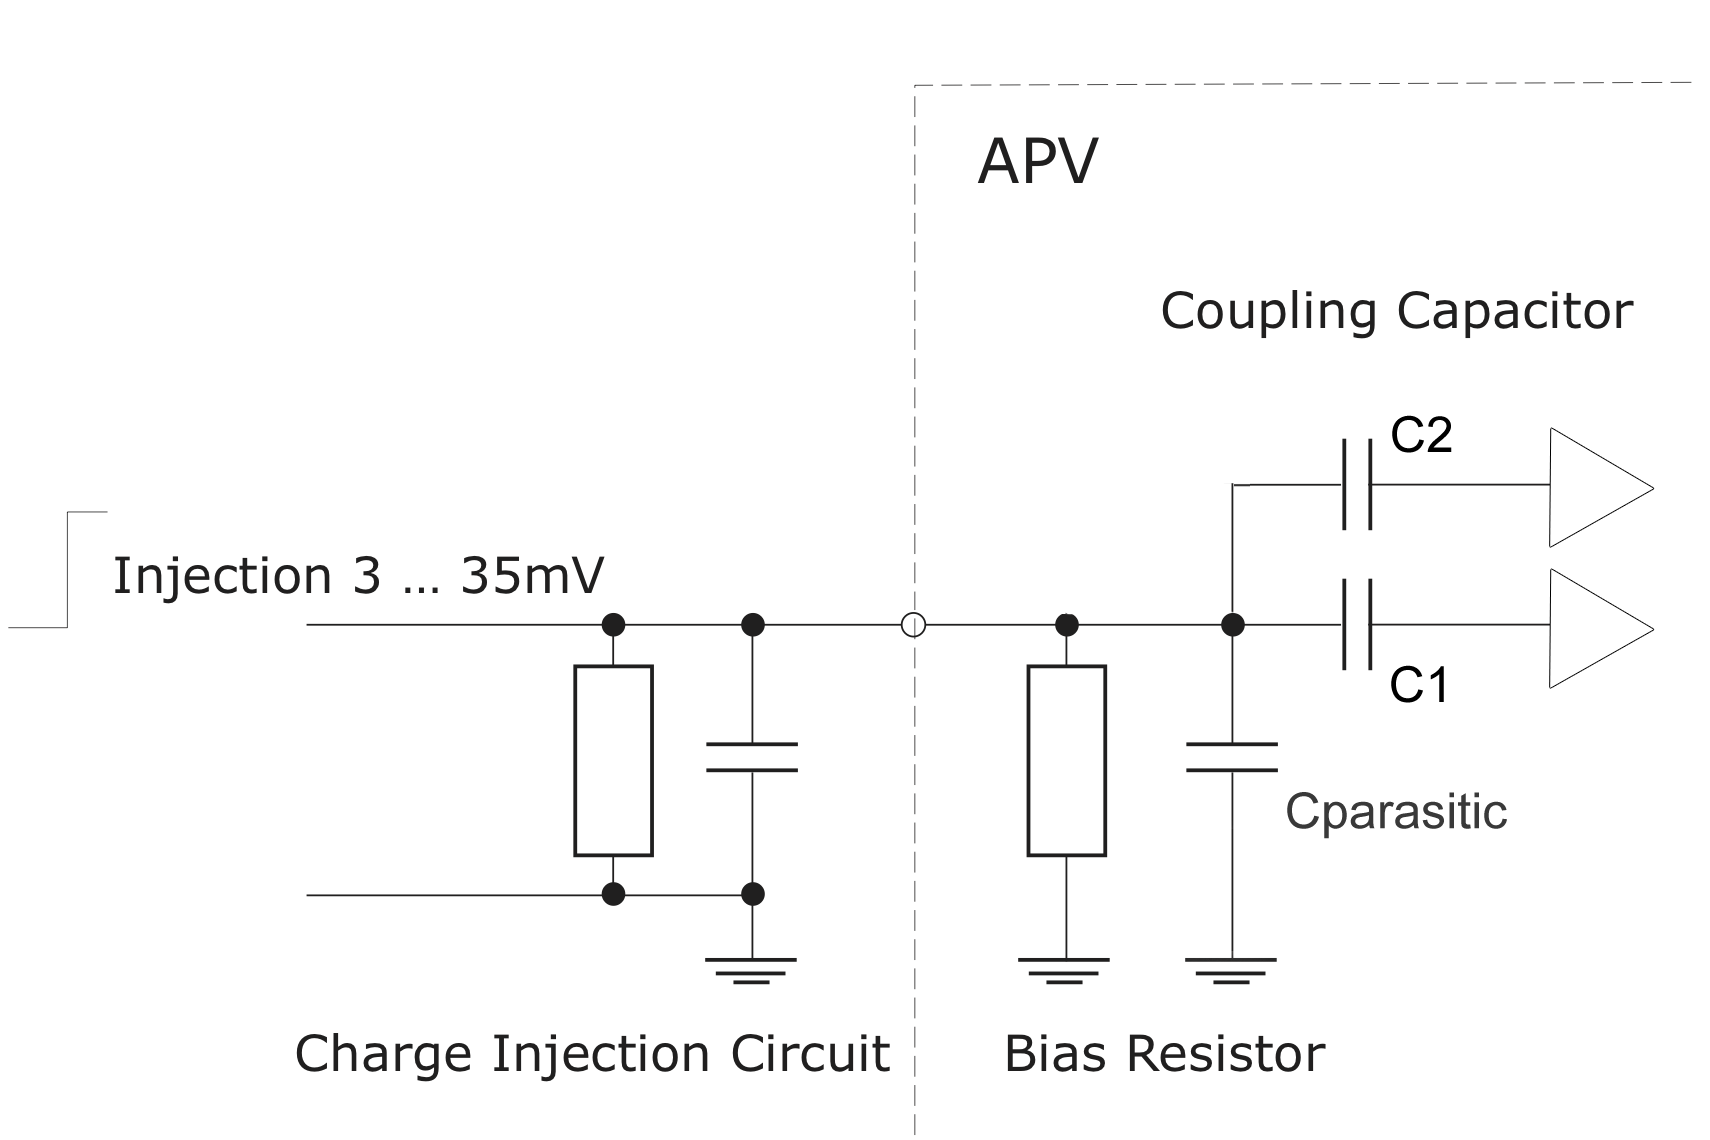 APV
Coupling Capacitor
C2
Injection 3 ... 35mV
C1
Cparasitic
Charge Injection Circuit
Bias Resistor